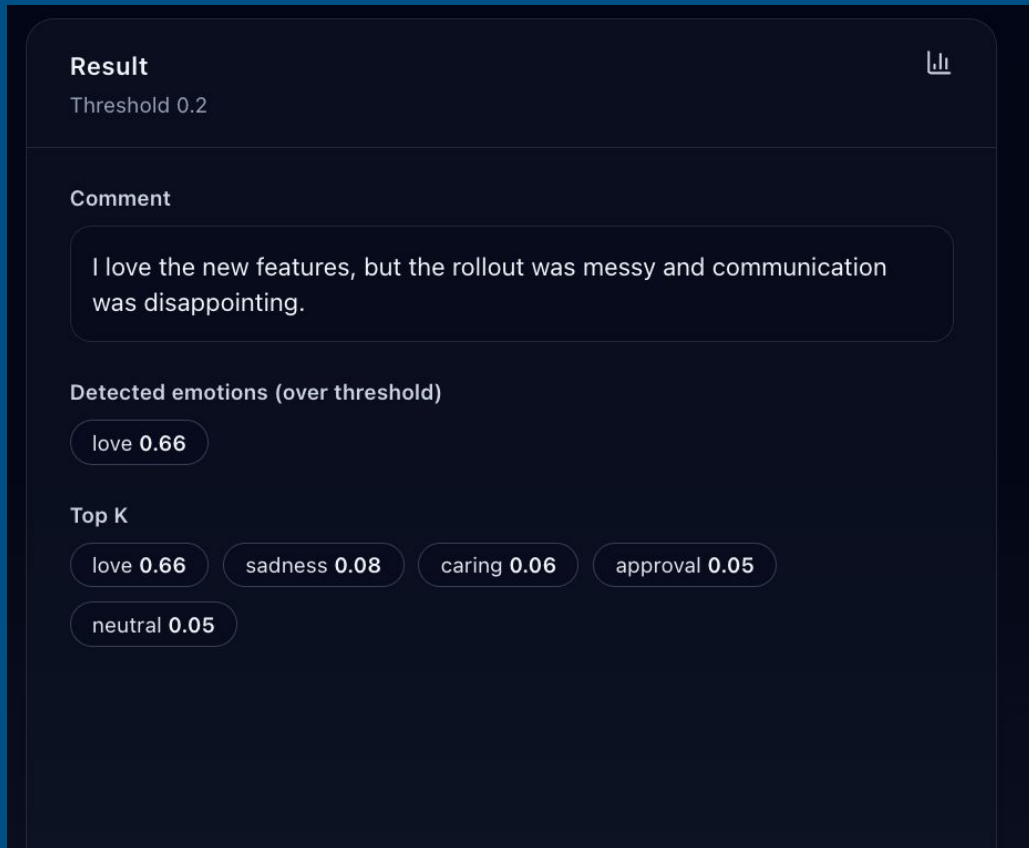 Result
Threshold 0.2
Comment
I love the new features, but the rollout was messy and communication
was disappointing.
Detected emotions (over threshold)
love 0.66
Top K
love 0.66 sadness 0.08 caring 0.06 approval 0.05
neutral 0.05